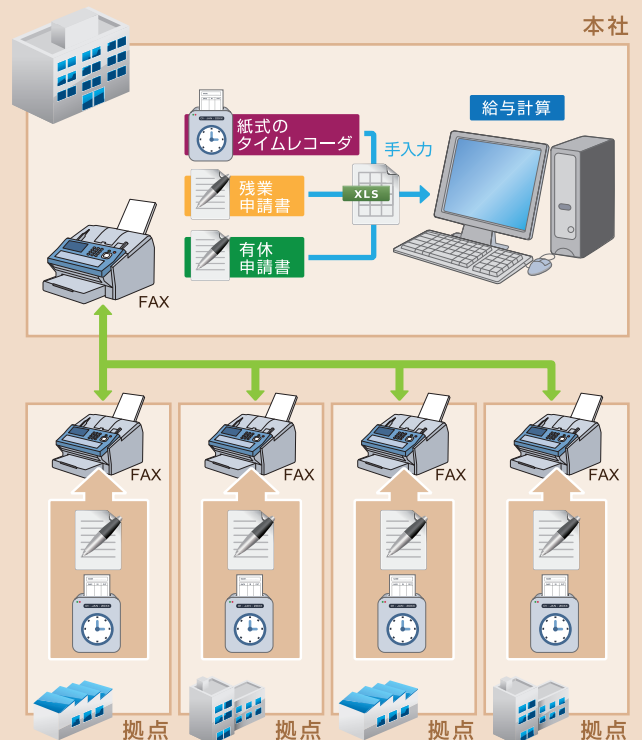 本社
給与計算
紙式の
タイムレコーダ
手入力
残業
申請書
XLS
有休
申請書
FAX
FAX
FAX
FAX
FAX
拠点
拠点
拠点
拠点